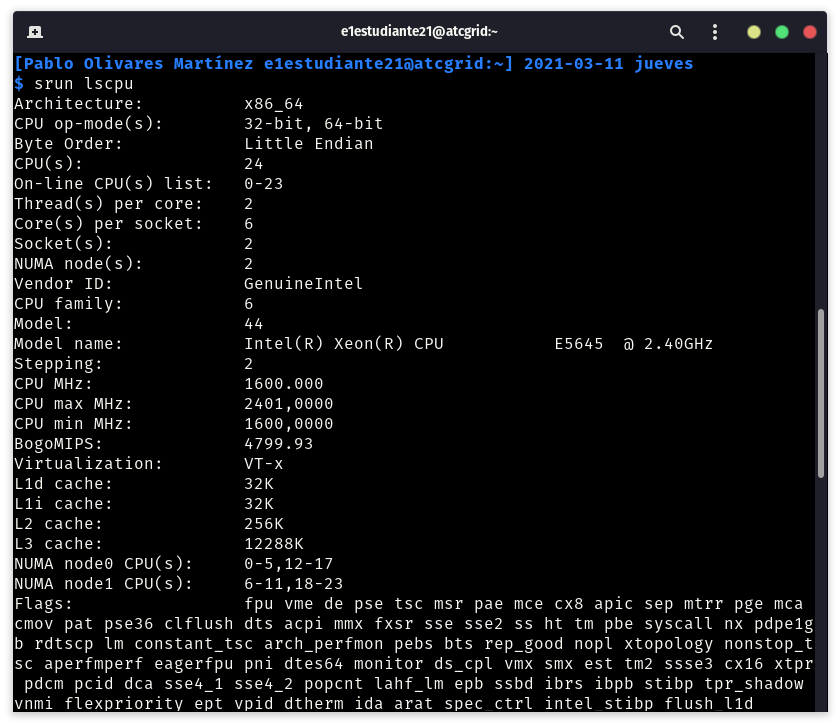 e1estudiante21@atcgrid:~
[Pablo Olivares Martínez e1estudiante21@atcgrid:~] 2021-03-11 jueves
$ srun lscpu
Architecture:          x86_64
CPU op-mode(s):        32-bit, 64-bit
Byte Order:            Little Endian
CPU(s):                24
On-line CPU(s) list:   0-23
Thread(s) per core:    2
Core(s) per socket:    6
Socket(s):             2
NUMA node(s):          2
Vendor ID:             GenuineIntel
CPU family:            6
Model:                 44
Model name:            Intel(R) Xeon(R) CPU           E5645  @ 2.40GHz
Stepping:              2
CPU MHz:               1600.000
CPU max MHz:           2401,0000
CPU min MHz:           1600,0000
BogoMIPS:              4799.93
Virtualization:        VT-x
L1d cache:             32K
L1i cache:             32K
L2 cache:              256K
L3 cache:              12288K
NUMA node0 CPU(s):     0-5,12-17
NUMA node1 CPU(s):     6-11,18-23
Flags:                 fpu vme de pse tsc msr pae mce cx8 apic sep mtrr pge mca
cmov pat pse36 clflush dts acpi mmx fxsr sse sse2 ss ht tm pbe syscall nx pdpe1g
b rdtscp lm constant_tsc arch_perfmon pebs bts rep_good nopl xtopology nonstop_t
sc aperfmperf eagerfpu pni dtes64 monitor ds_cpl vmx smx est tm2 ssse3 cx16 xtpr
 pdcm pcid dca sse4_1 sse4_2 popcnt lahf_lm epb ssbd ibrs ibpb stibp tpr_shadow
vnmi flexpriority ept vpid dtherm ida arat spec_ctrl intel_stibp flush_l1d